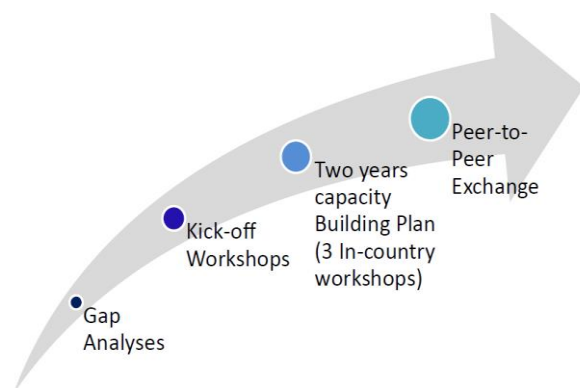 Gap
Analyses
Kick-off
Workshops
Two years
capacity
Building Plan
(3 In-country
workshops)
Peer-to-
Peer
Exchange